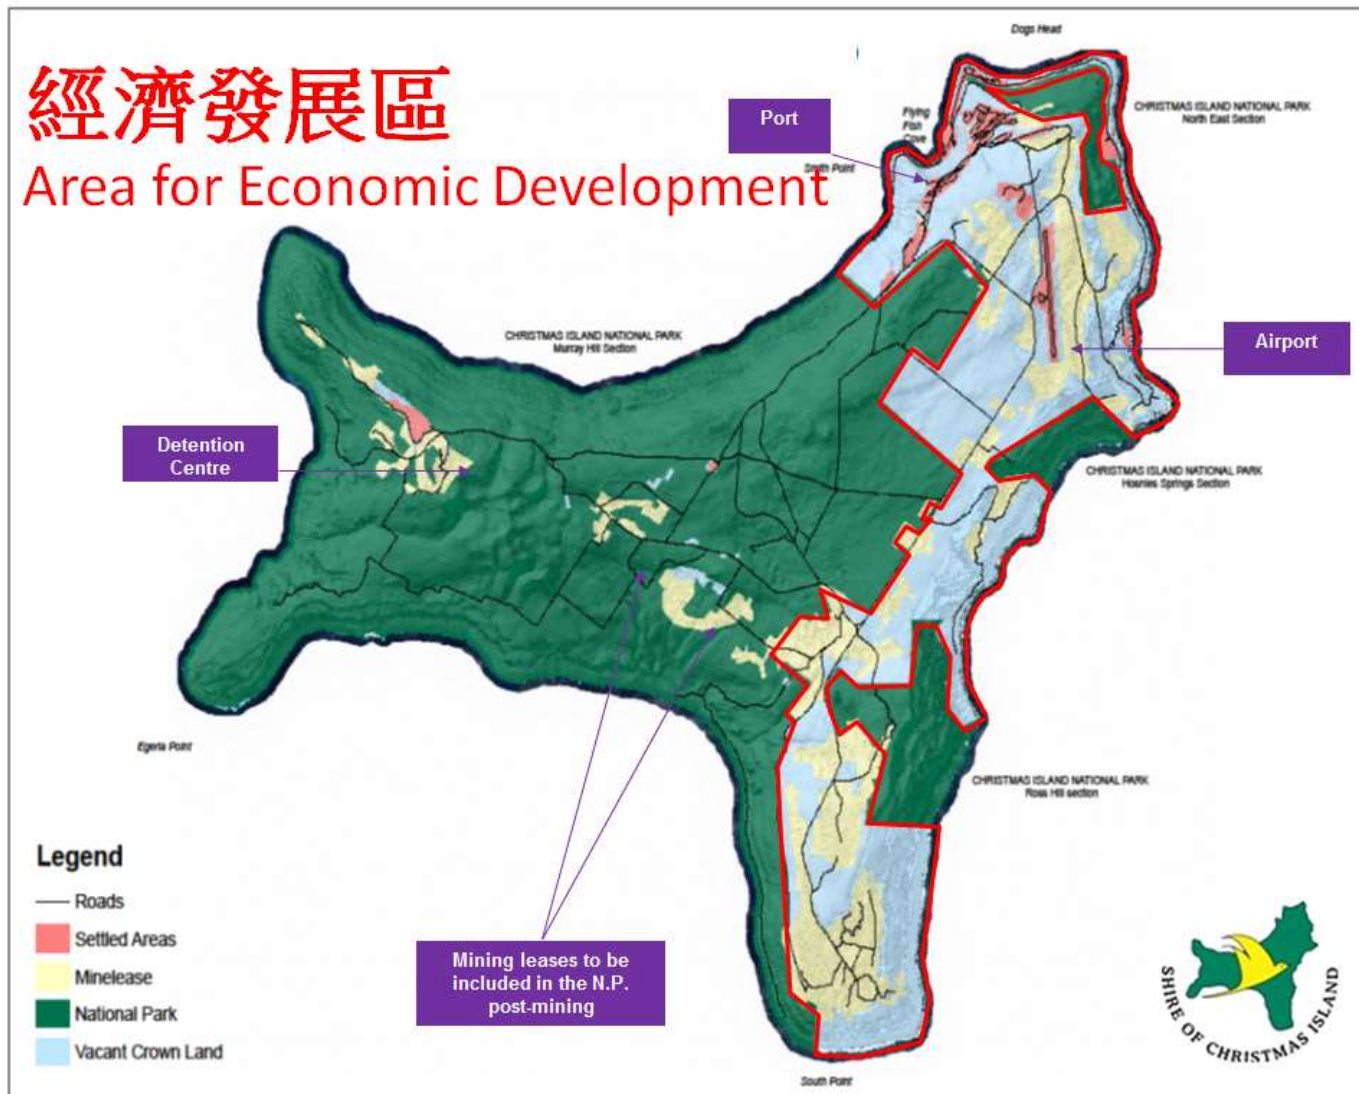 經濟發展區
Area for Economic Development
Dogs Head
Port
Flying
Fish
Cove
CHRISTMAS ISLAND NATIONAL PARK
North East Section
Smith Point
CHRISTMAS ISLAND NATIONAL PARK
Murray Hill Section
Airport
Detention
Centre
CHRISTMAS ISLAND NATIONAL PARK
Hosnies Springs Section
Egeria Point
CHRISTMAS ISLAND NATIONAL PARK
Ross Hill section
Legend
Roads
Settled Areas
Minelease
National Park
Vacant Crown Land
Mining leases to be
included in the N.P.
post-mining
SHIRE OF CHRISTMAS ISLAND
South Point